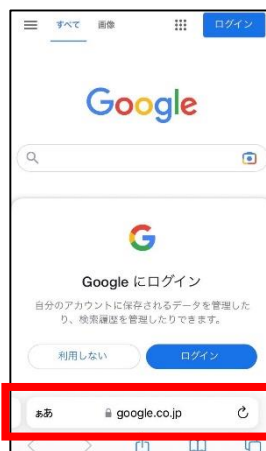 すべて 画像 ログイン
Google
Google にログイン
自分のアカウントに保存されるデータを管理した
り、検索履歴を管理したりできます。
利用しない ログイン
ぁあ google.co.jp